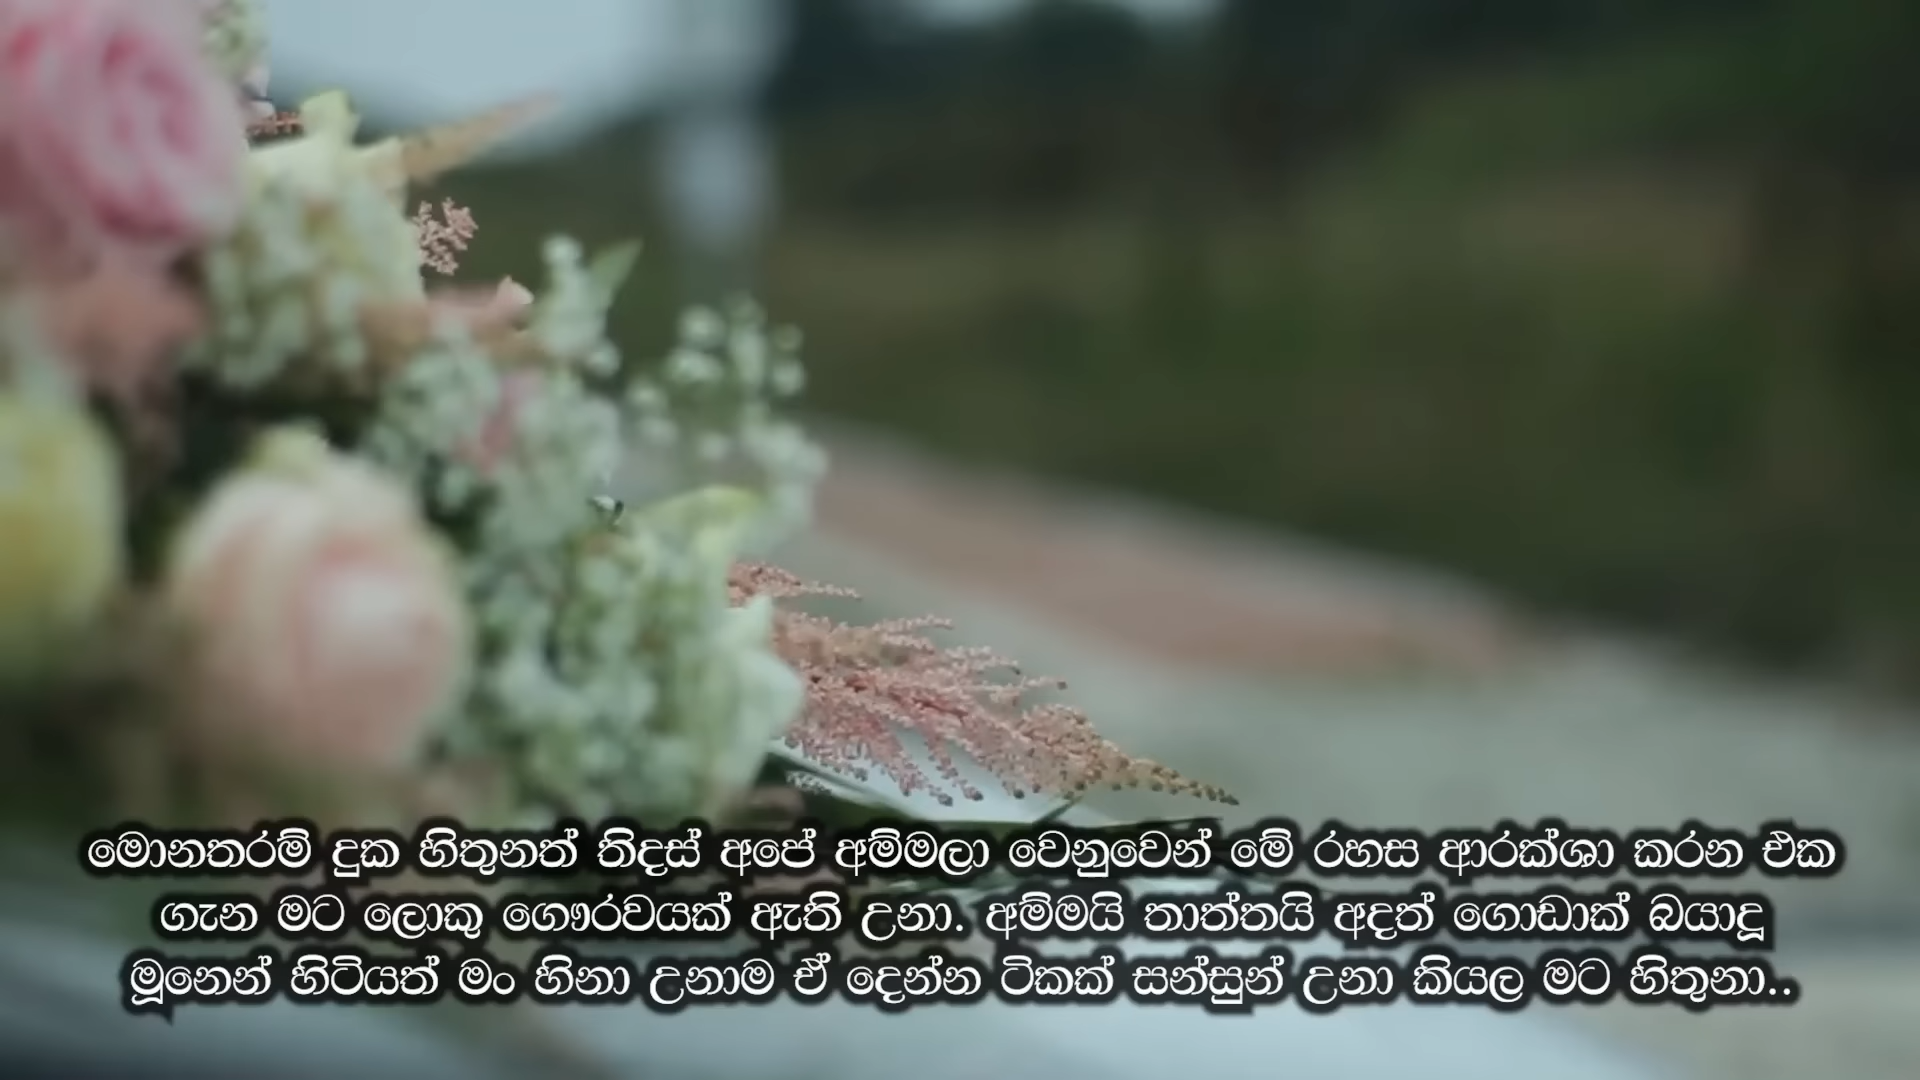 මොනතරම් දුක හිතුනත් තිදස් අපේ අම්මලා වෙනුවෙන් මේ රහස ආරක්ශා කරන එක
ගැන මට ලොකු ගෞරවයක් ඇති උනා. අම්මයි තාත්තයි අදත් ගොඩාක් බයාදූ
මූනෙන් හිටියත් මං හිනා උනාම ඒ දෙන්න ටිකක් සන්සුන් උනා කියල මට හිතුනා..